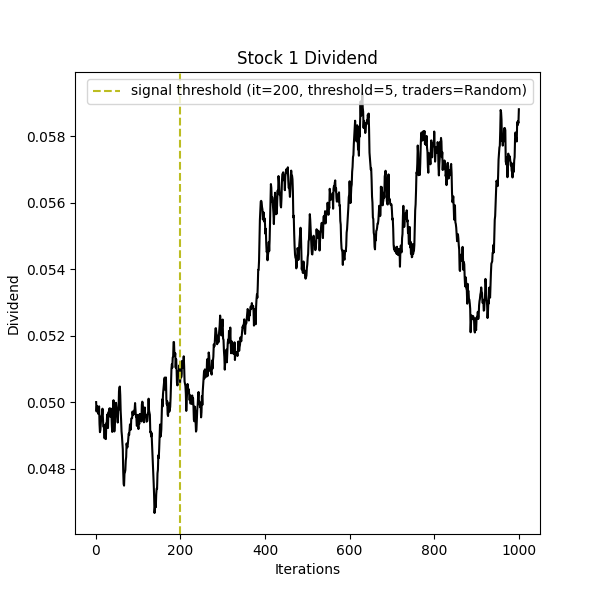 Stock 1 Dividend
signal threshold (it=200, threshold=5, traders=Random)
0.058
0.056
0.054
0.052
0.050
0.048
Dividend
0 200 400 600 800 1000
Iterations